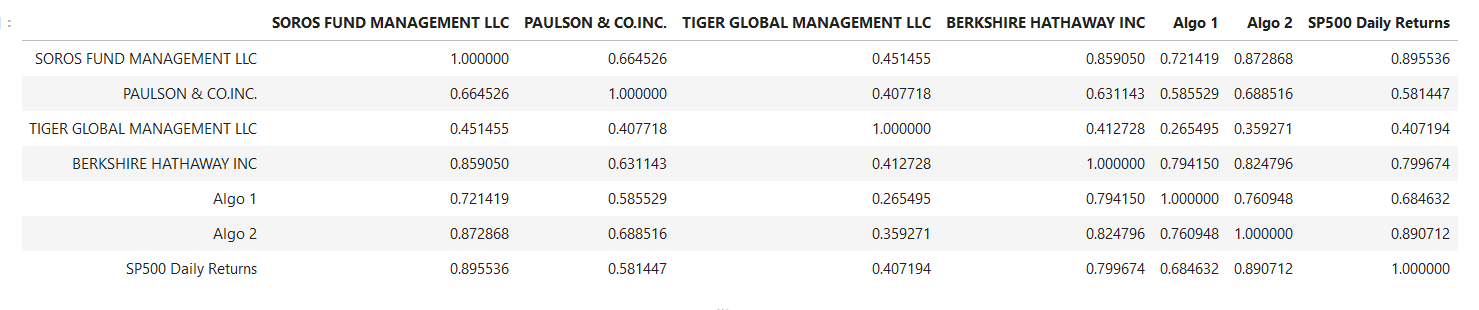 SOROS FUND MANAGEMENT LLC PAULSON & CO.INC. TIGER GLOBAL MANAGEMENT LLC BERKSHIRE HATHAWAY INC Algo 1 Algo 2 SP500 Daily Returns
SOROS FUND MANAGEMENT LLC 1.000000 0.664526 0.451455 0.859050 0.721419 0.872868 0.895536
PAULSON & CO.INC. 0.664526 1.000000 0.407718 0.631143 0.585529 0.688516 0.581447
TIGER GLOBAL MANAGEMENT LLC 0.451455 0.407718 1.000000 0.412728 0.265495 0.359271 0.407194
BERKSHIRE HATHAWAY INC 0.859050 0.631143 0.412728 1.000000 0.794150 0.824796 0.799674
Algo 1 0.721419 0.585529 0.265495 0.794150 1.000000 0.760948 0.684632
Algo 2 0.872868 0.688516 0.359271 0.824796 0.760948 1.000000 0.890712
SP500 Daily Returns 0.895536 0.581447 0.407194 0.799674 0.684632 0.890712 1.000000